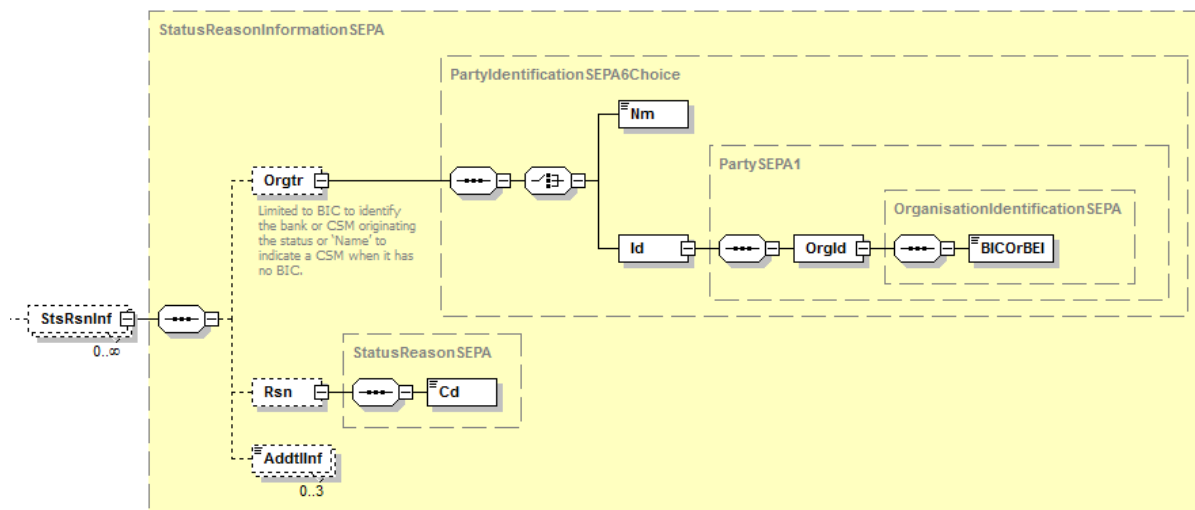 StatusReasonInformationSEPA
PartyIdentificationSEPA6Choice
Nm
PartySEPA1
Orgtr
OrganisationIdentificationSEPA
Limited to BIC to identify
the bank or CSM originating
the status or ‘Name’ to
indicate a CSM when it has
no BIC.
Id
OrgId
BICOrBEI
StsRsnInf
0..∞
StatusReasonSEPA
Rsn
Cd
AddtlInf
0..3